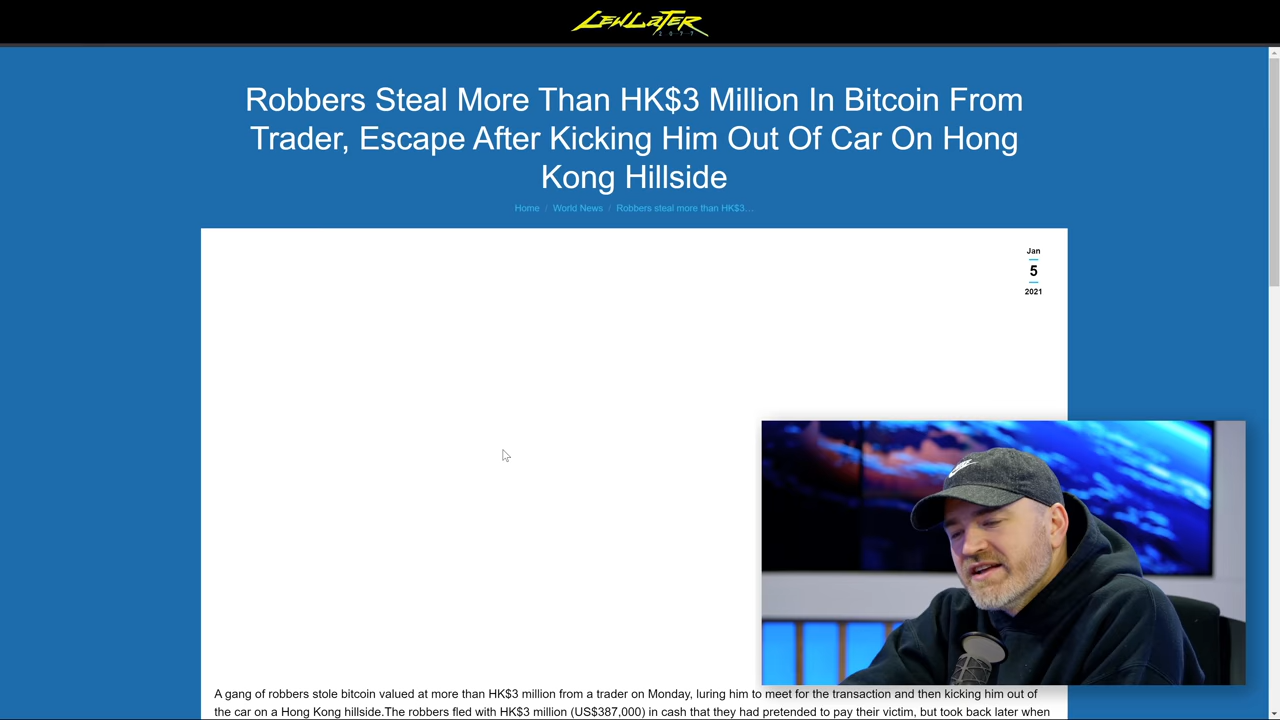 LEWLATER
2077
Robbers Steal More Than HK$3 Million In Bitcoin From
Trader, Escape After Kicking Him Out Of Car On Hong
Kong Hillside
Home / World News / Robbers steal more than HK$3…
Jan
5
2021
A gang of robbers stole bitcoin valued at more than HK$3 million from a trader on Monday, luring him to meet for the transaction and then kicking him out of
the car on a Hong Kong hillside.The robbers fled with HK$3 million (US$387,000) in cash that they had pretended to pay their victim, but took back later when